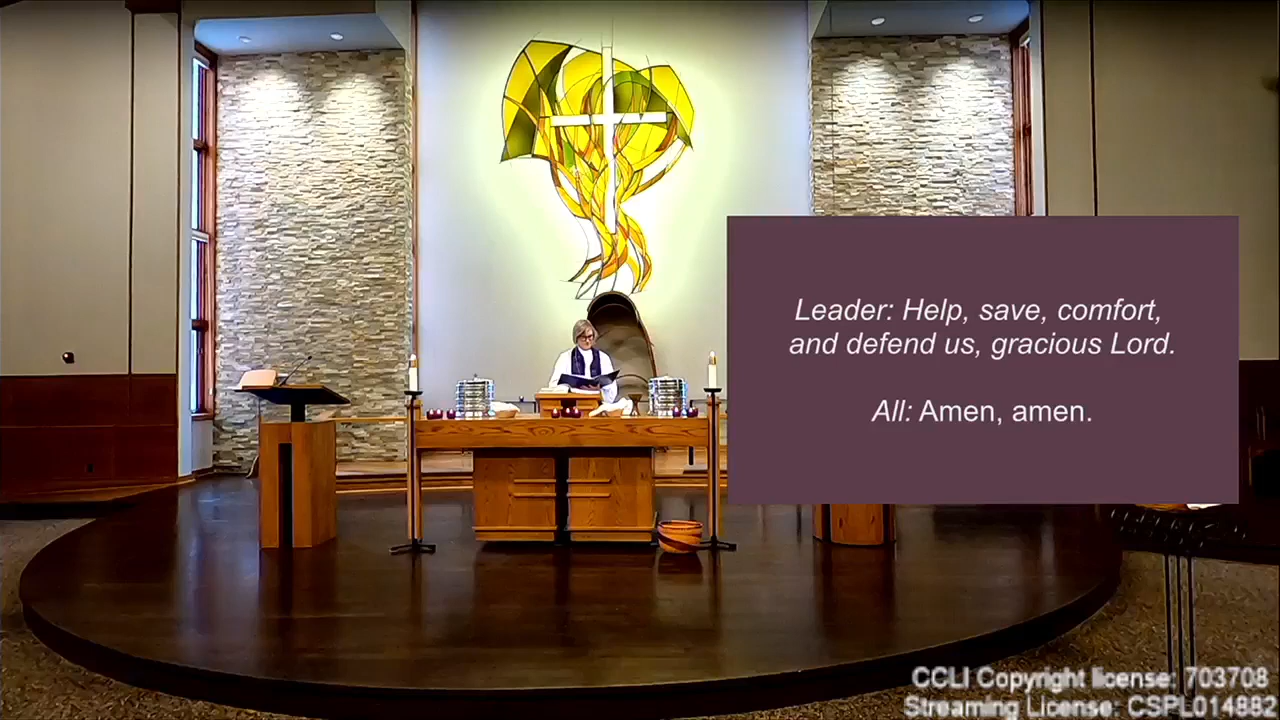 Leader: Help, save, comfort,
and defend us, gracious Lord.
All: Amen, amen.
CCLI Copyright license: 703708
Streaming License: CSPL014882